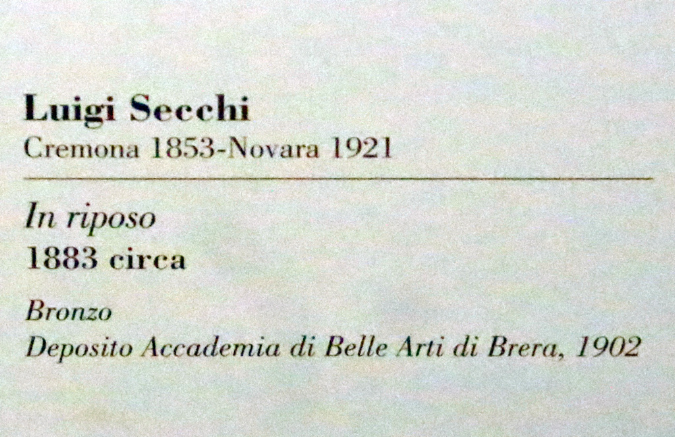 Luigi Secchi
Cremona 1853-Novara 1921
In riposo
1883 circa
Bronzo
Deposito Accademia di Belle Arti di Brera, 1902